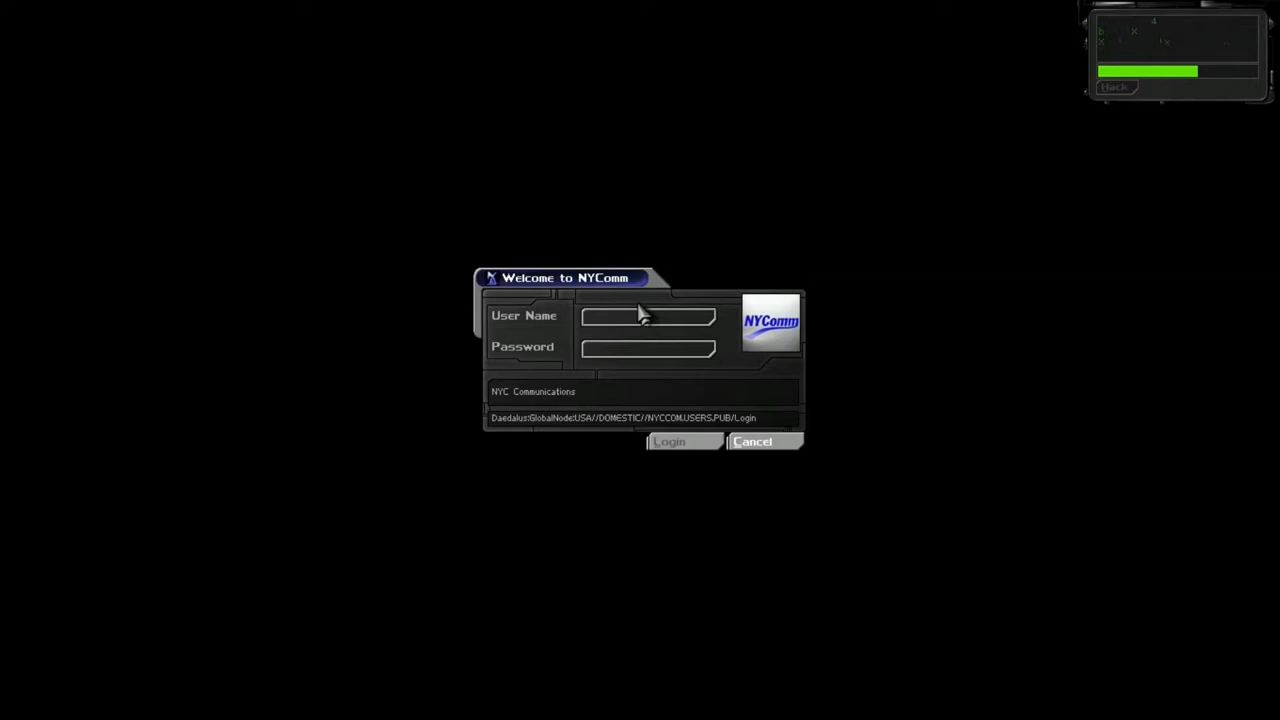 4
b X
X x
Hack
Welcome to NYComm
User Name
NYComm
Password
NYC Communications
Daedalus:GlobalNode:USA//DOMESTIC//NYCCOM.USERS.PUB/Login
Login Cancel